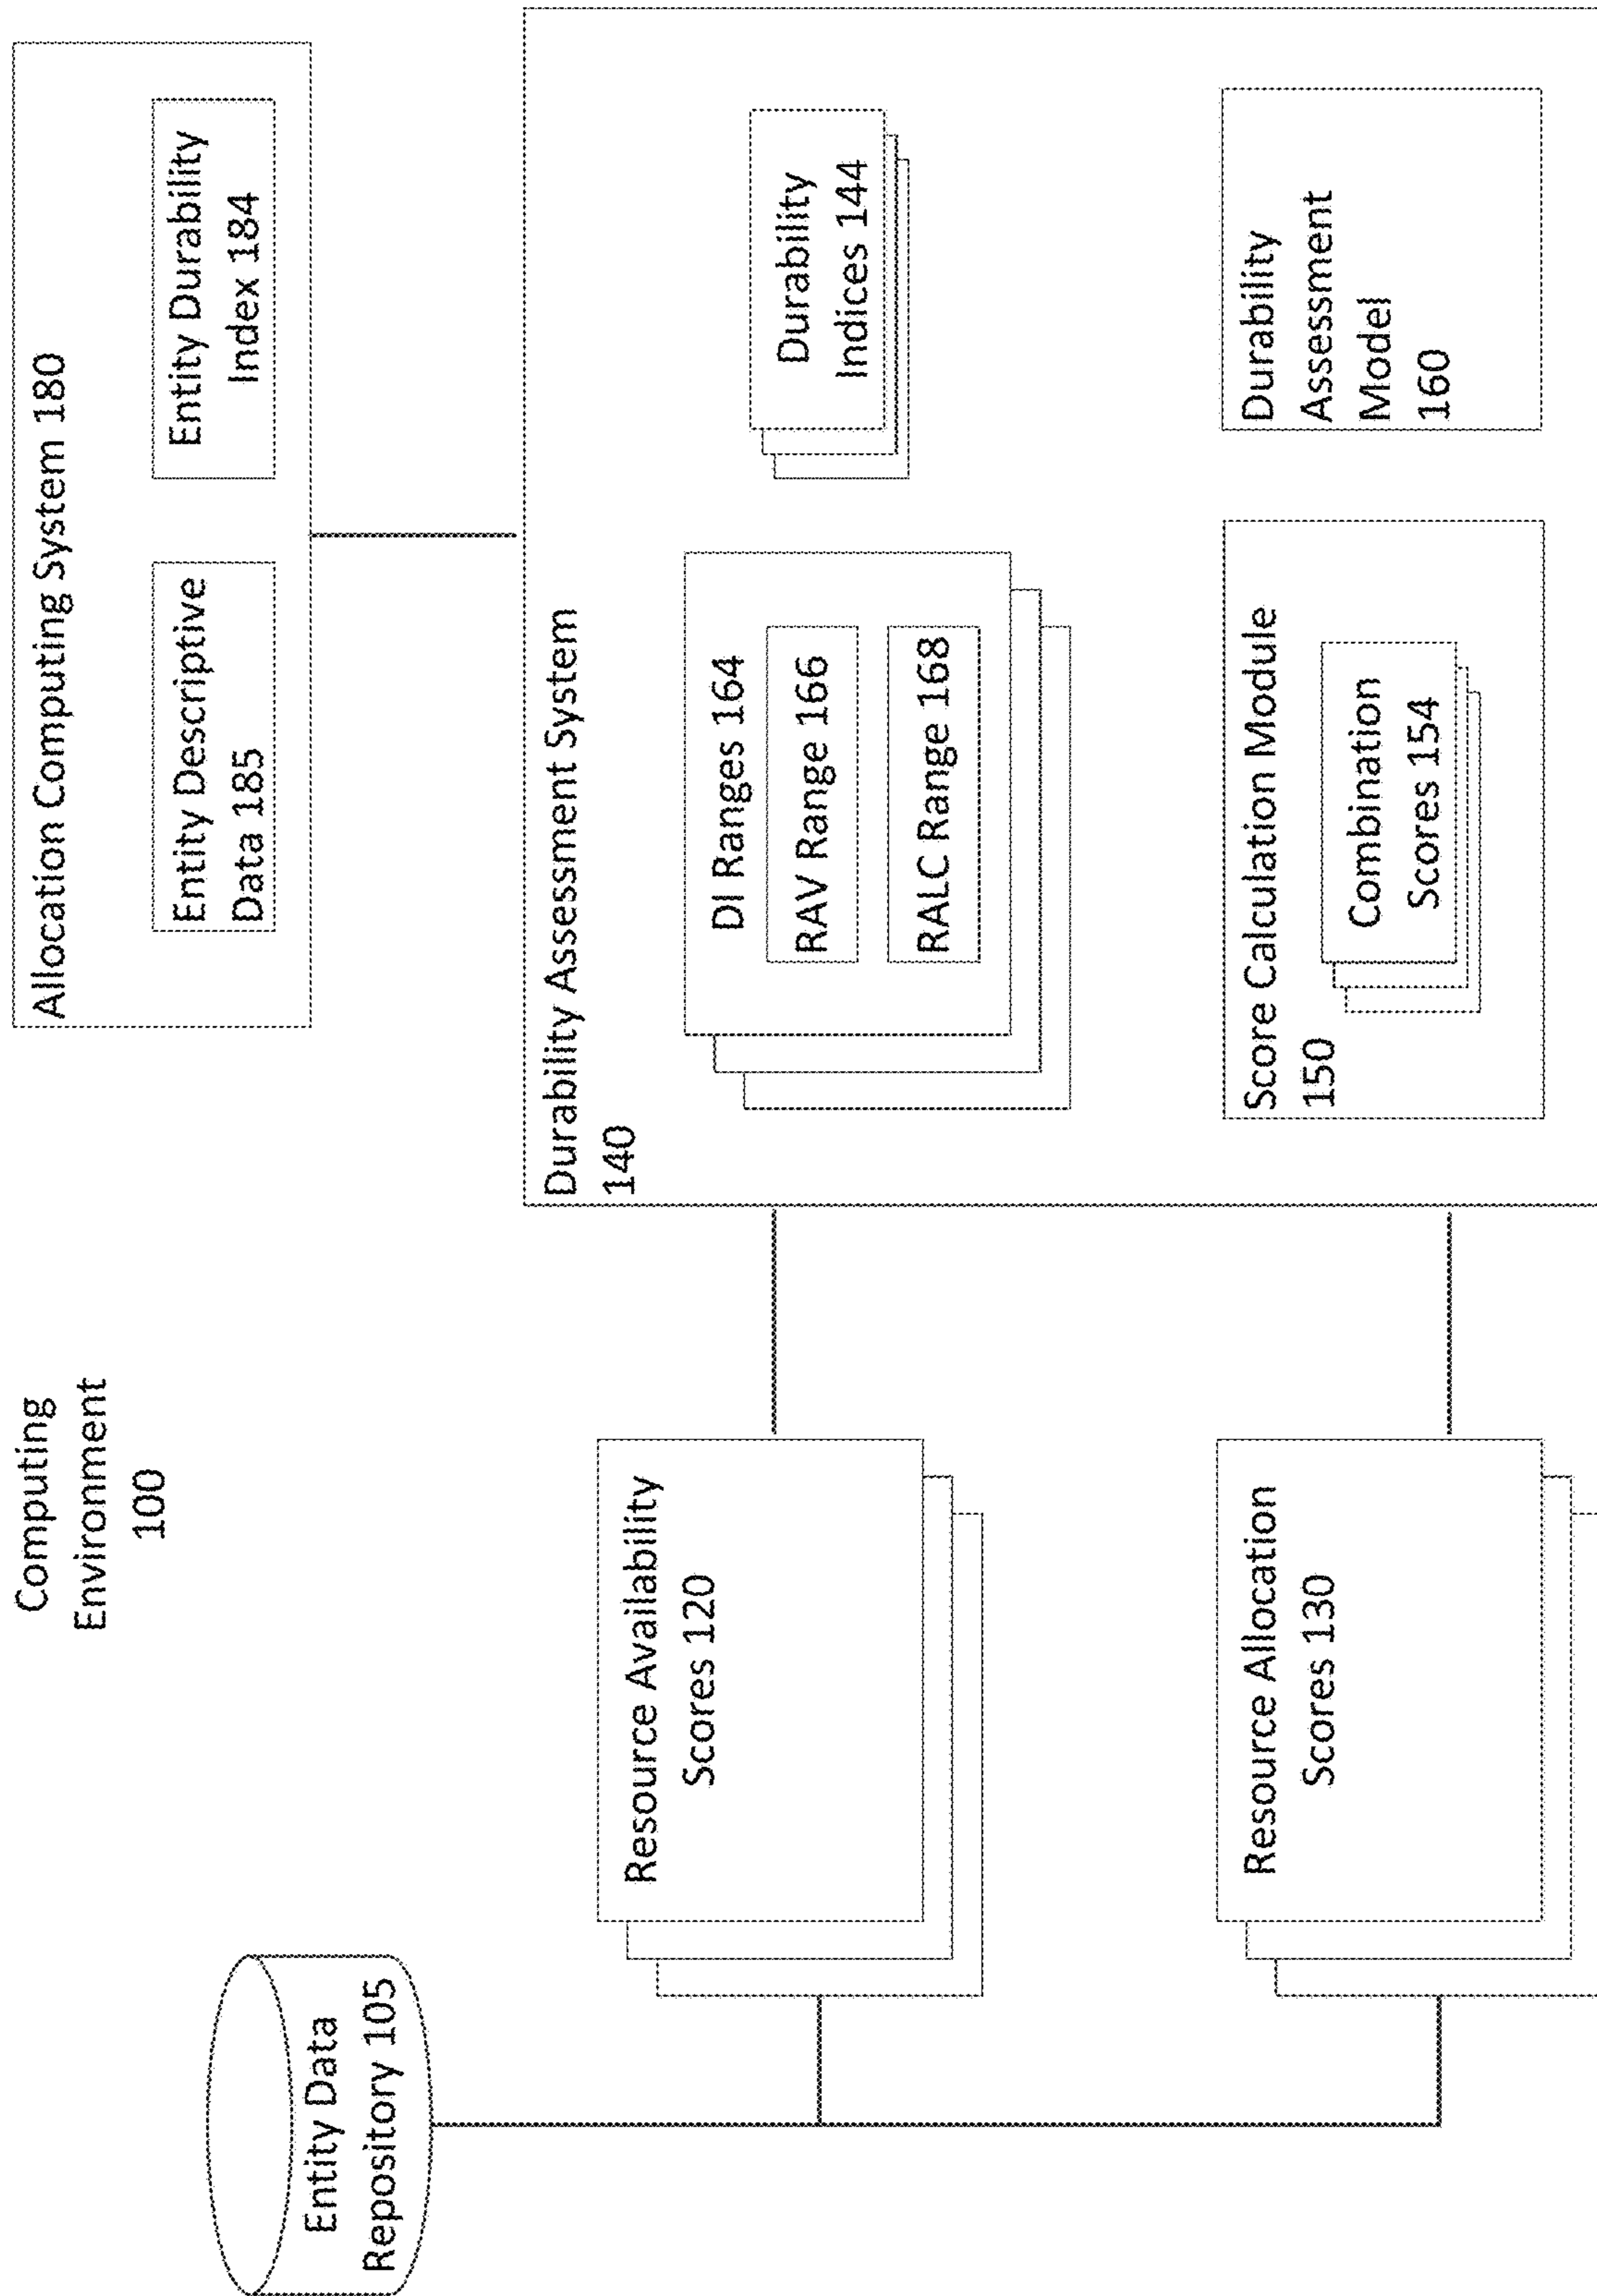 Computing
Environment
100
Entity Data
Repository 105
Allocation Computing System 180
Entity Descriptive
Data 185
Entity Durability
Index 184
Resource Availability
Scores 120
Resource Allocation
Scores 130
Durability Assessment System
140
DI Ranges 164
RAV Range 166
RALC Range 168
Durability
Indices 144
Score Calculation Module
150
Combination
Scores 154
Durability
Assessment
Model
160